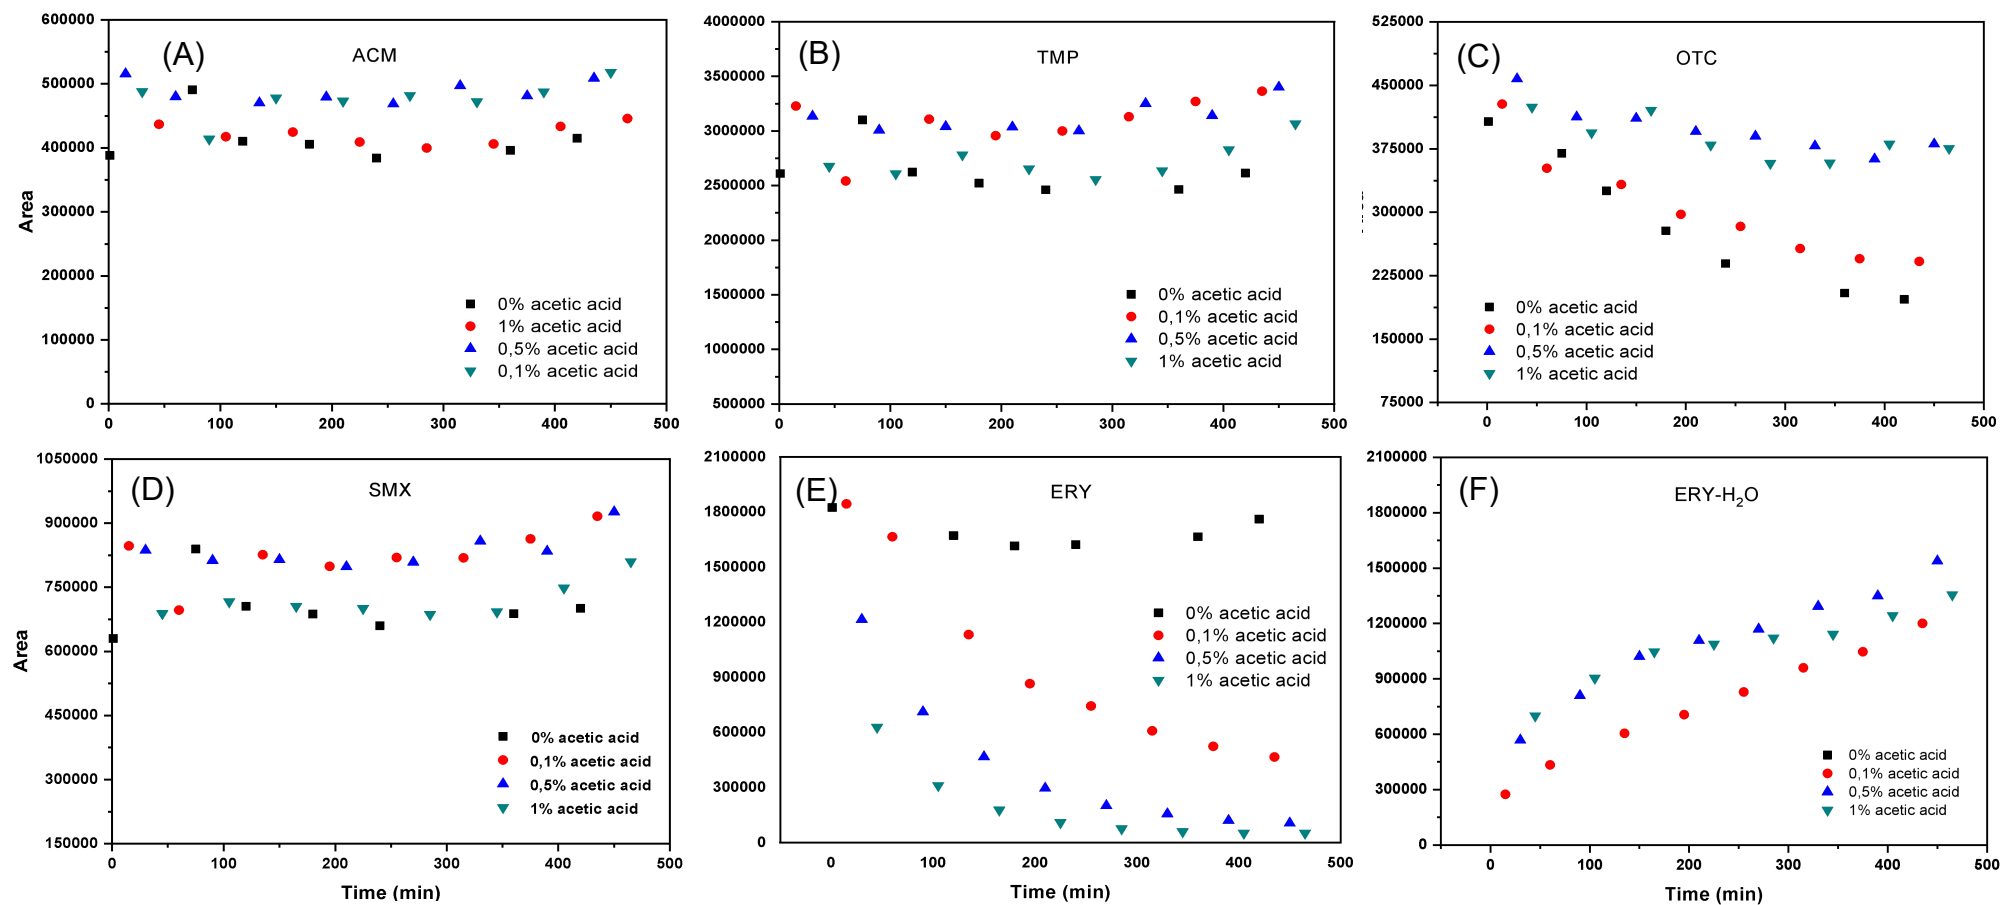 (A)
ACM
600000
500000
400000
300000
200000
100000
0
Area
0% acetic acid
1% acetic acid
0,5% acetic acid
0,1% acetic acid
0 100 200 300 400 500
(B)
TMP
4000000
3500000
3000000
2500000
2000000
1500000
1000000
500000
0% acetic acid
0,1% acetic acid
0,5% acetic acid
1% acetic acid
0 100 200 300 400 500
(C)
OTC
525000
450000
375000
300000
225000
150000
75000
0% acetic acid
0,1% acetic acid
0,5% acetic acid
1% acetic acid
0 100 200 300 400 500
(D)
SMX
1050000
900000
750000
600000
450000
300000
150000
Area
0% acetic acid
0,1% acetic acid
0,5% acetic acid
1% acetic acid
0 100 200 300 400 500
Time (min)
(E)
ERY
2100000
1800000
1500000
1200000
900000
600000
300000
0
0% acetic acid
0,1% acetic acid
0,5% acetic acid
1% acetic acid
0 100 200 300 400 500
Time (min)
(F)
ERY-H₂O
2100000
1800000
1500000
1200000
900000
600000
300000
0
0% acetic acid
0,1% acetic acid
0,5% acetic acid
1% acetic acid
0 100 200 300 400 500
Time (min)